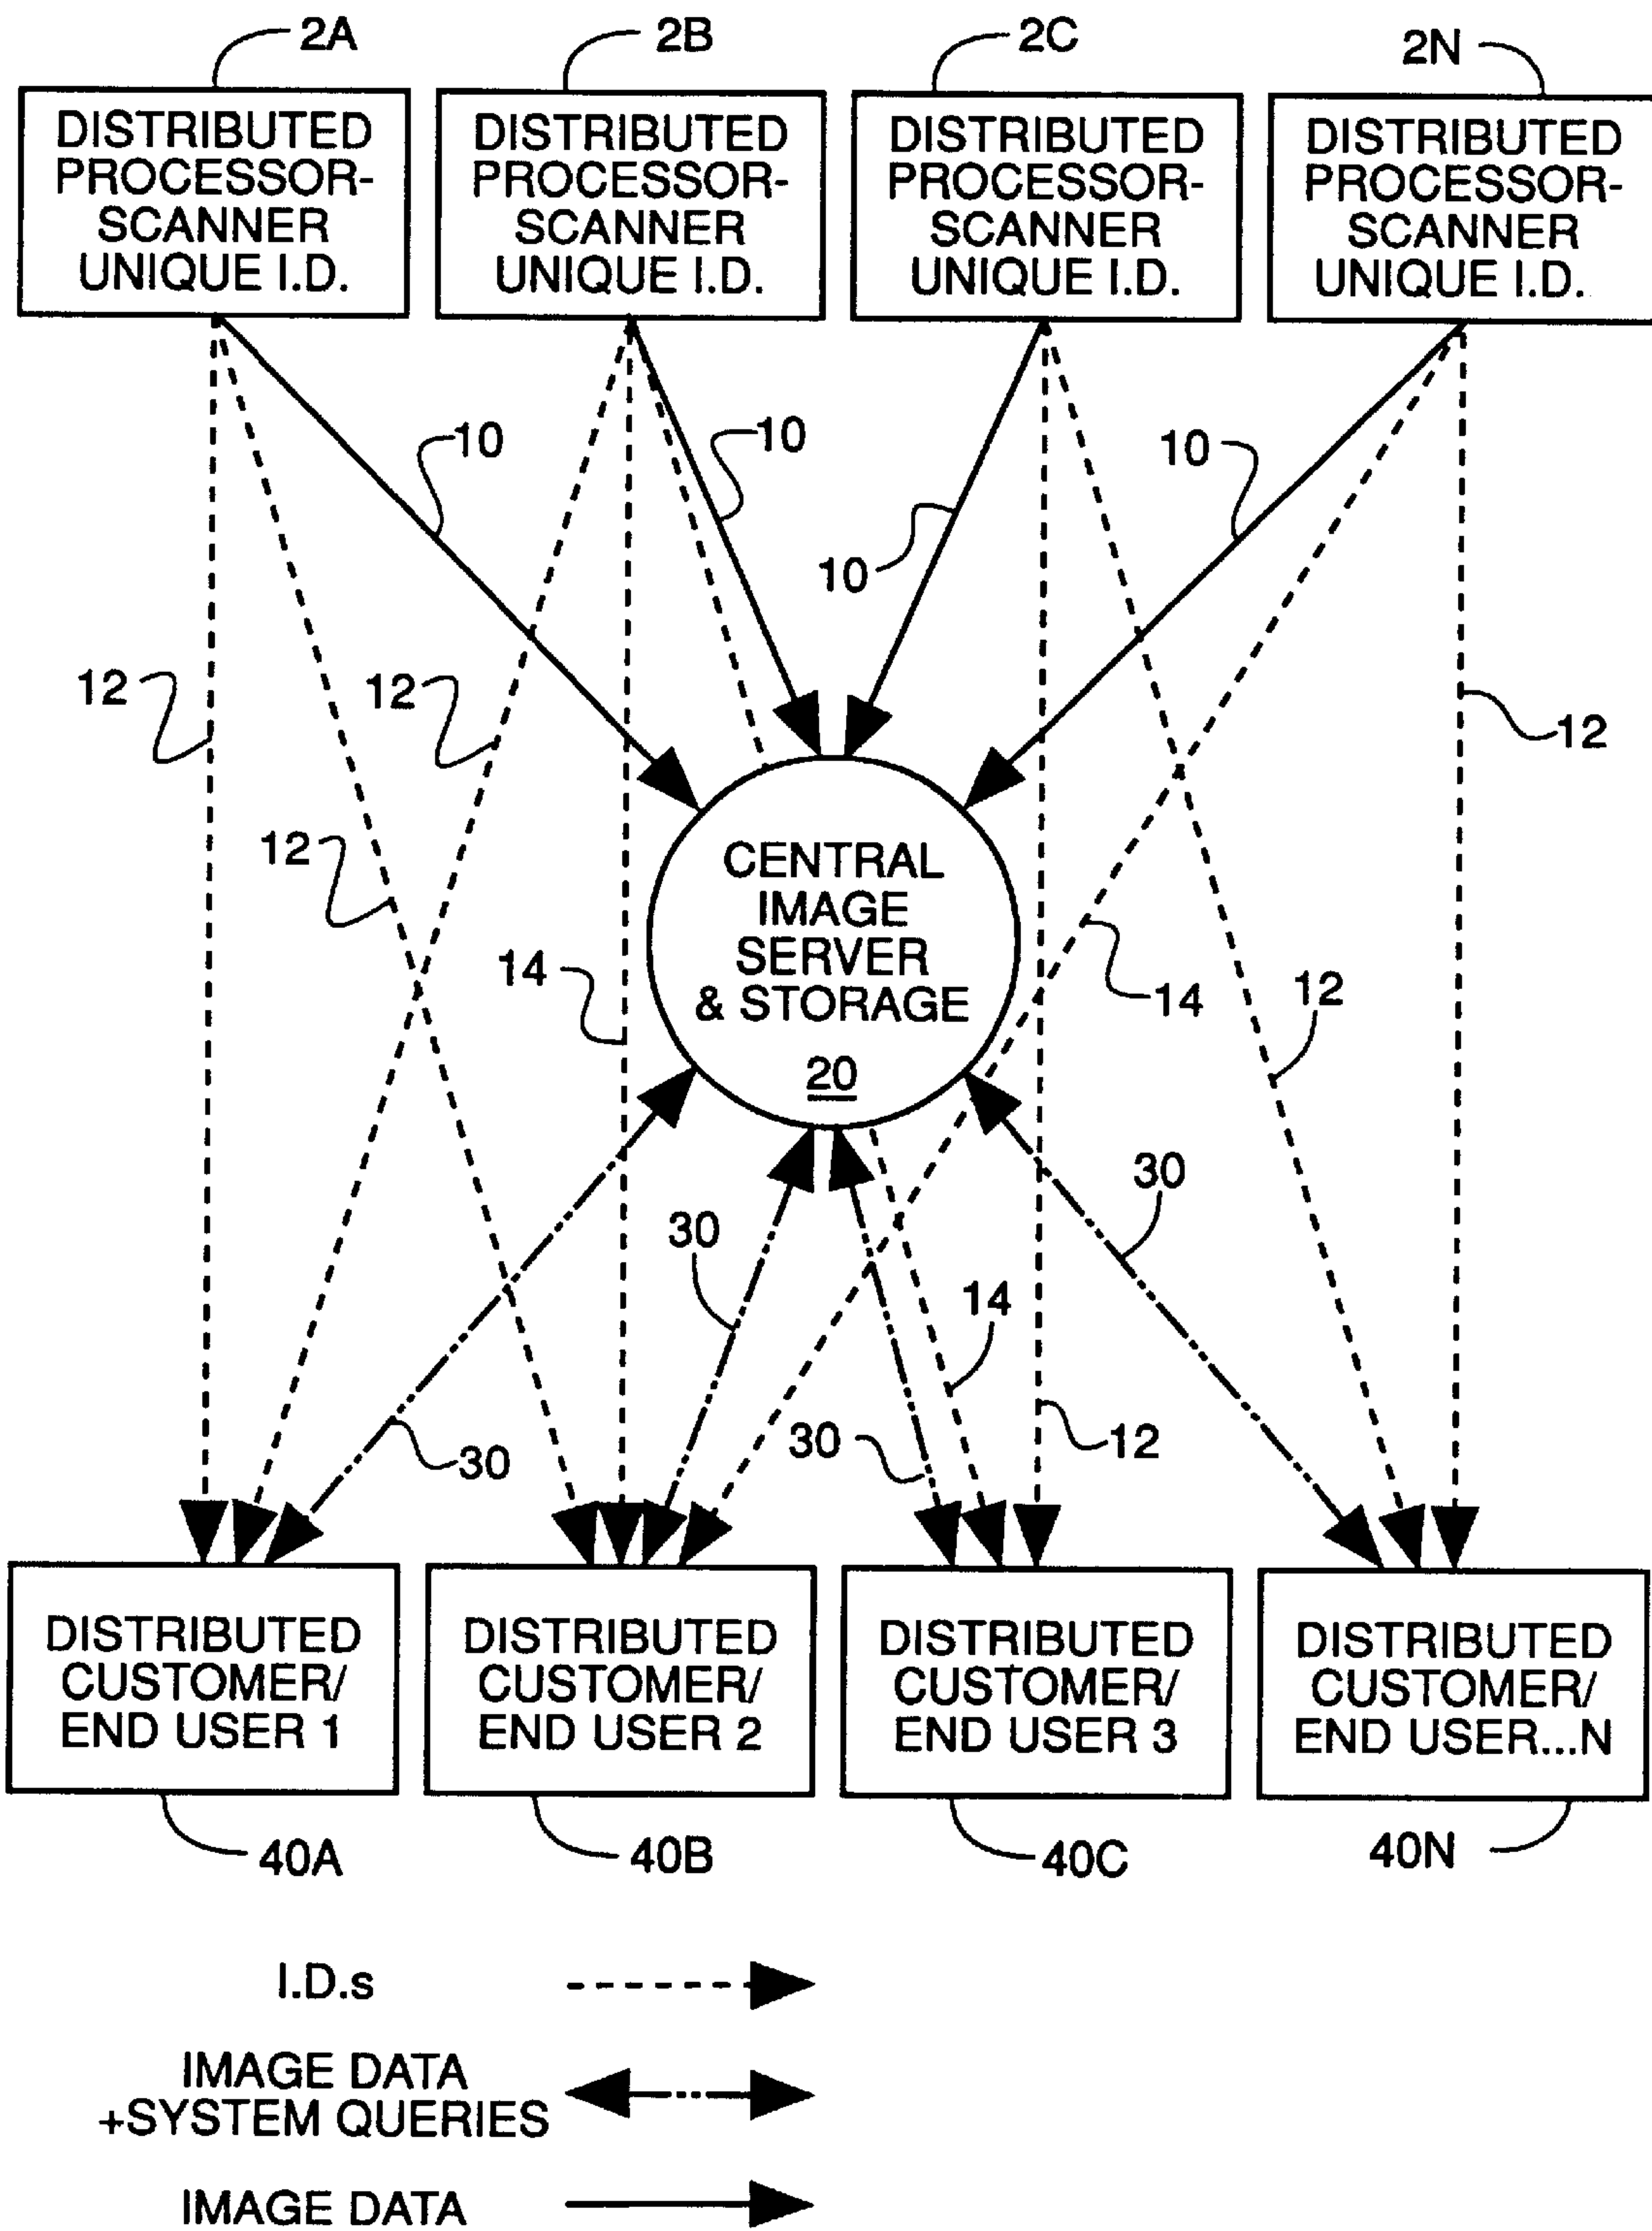 2A
2B
2C
2N
DISTRIBUTED
PROCESSOR-
SCANNER
UNIQUE I.D.
DISTRIBUTED
PROCESSOR-
SCANNER
UNIQUE I.D.
DISTRIBUTED
PROCESSOR-
SCANNER
UNIQUE I.D.
DISTRIBUTED
PROCESSOR-
SCANNER
UNIQUE I.D.
10
10
10
10
12
12
12
12
CENTRAL
IMAGE
SERVER
& STORAGE
20
14
14
12
30
30
14
30
30
12
DISTRIBUTED
CUSTOMER/
END USER 1
DISTRIBUTED
CUSTOMER/
END USER 2
DISTRIBUTED
CUSTOMER/
END USER 3
DISTRIBUTED
CUSTOMER/
END USER...N
40A
40B
40C
40N
I.D.s
IMAGE DATA
+SYSTEM QUERIES
IMAGE DATA